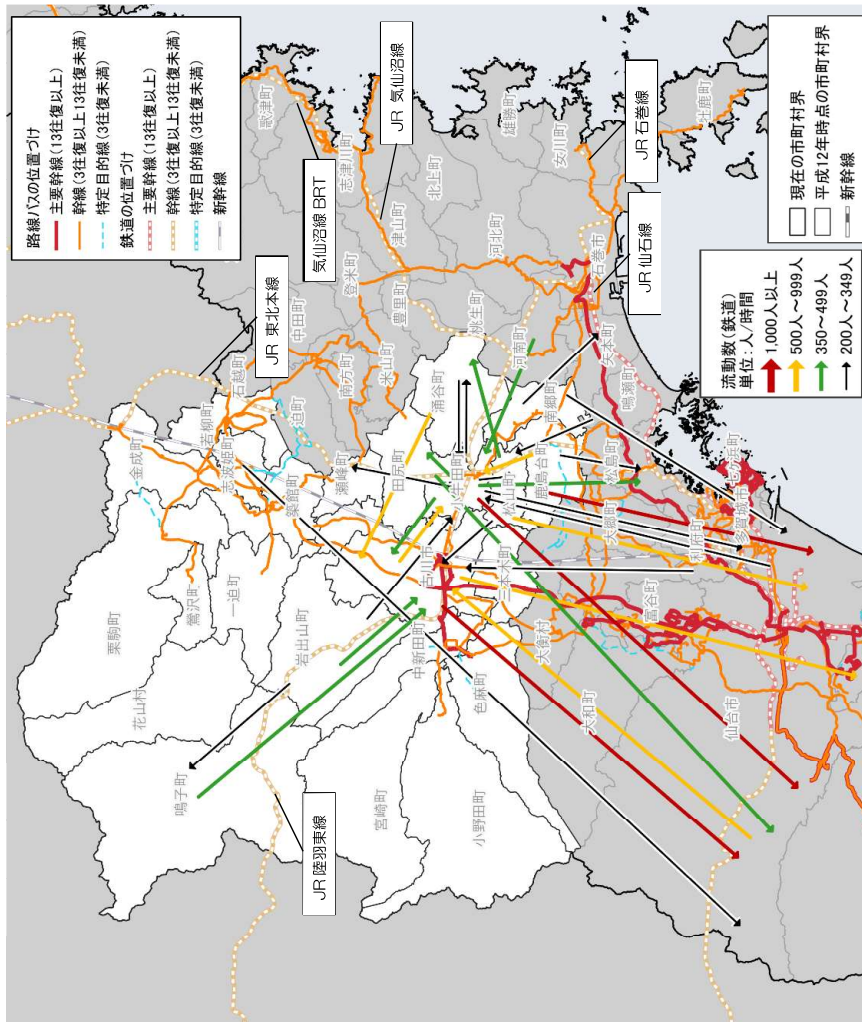 路線バスの位置づけ
主要幹線(13往復以上)
幹線(3往復以上13往復未満)
特定目的線(3往復未満)
鉄道の位置づけ
主要幹線(13往復以上)
幹線(3往復以上13往復未満)
特定目的線(3往復未満)
新幹線
流動数(鉄道)
単位:人/時間
1,000人以上
500人～999人
350～499人
200人～349人
現在の市町村界
平成12年時点の市町村界
新幹線
JR 東北本線
気仙沼線 BRT
JR 気仙沼線
JR 石巻線
JR 仙石線
JR 陸羽東線
歌津町
志津川町
津山町
北上町
雄勝町
女川町
牡鹿町
河北町
石巻市
登米町
豊里町
中田町
桃生町
河南町
矢本町
鳴瀬町
石越町
南方町
米山町
迫町
涌谷町
南郷町
若柳町
金成町
志波姫町
築館町
瀬峰町
田尻町
小牛田町
鹿島台町
松島町
松山町
大郷町
利府町
多賀城市
七ヶ浜町
栗駒町
鶯沢町
一迫町
花山村
岩出山町
古川市
三本木町
鳴子町
中新田町
色麻町
大衡村
富谷町
大和町
仙台市
宮崎町
小野田町